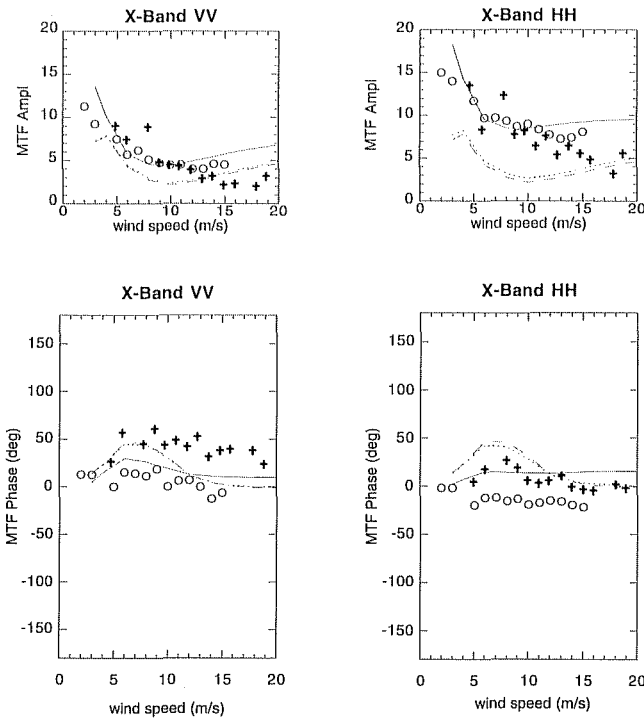 X-Band VV
X-Band HH
MTF Ampl
20
15
10
5
0
0 5 10 15 20
wind speed (m/s)
MTF Ampl
20
15
10
5
0
0 5 10 15 20
wind speed (m/s)
X-Band VV
X-Band HH
MTF Phase (deg)
150
100
50
0
-50
-100
-150
0 5 10 15 20
wind speed (m/s)
MTF Phase (deg)
150
100
50
0
-50
-100
-150
0 5 10 15 20
wind speed (m/s)